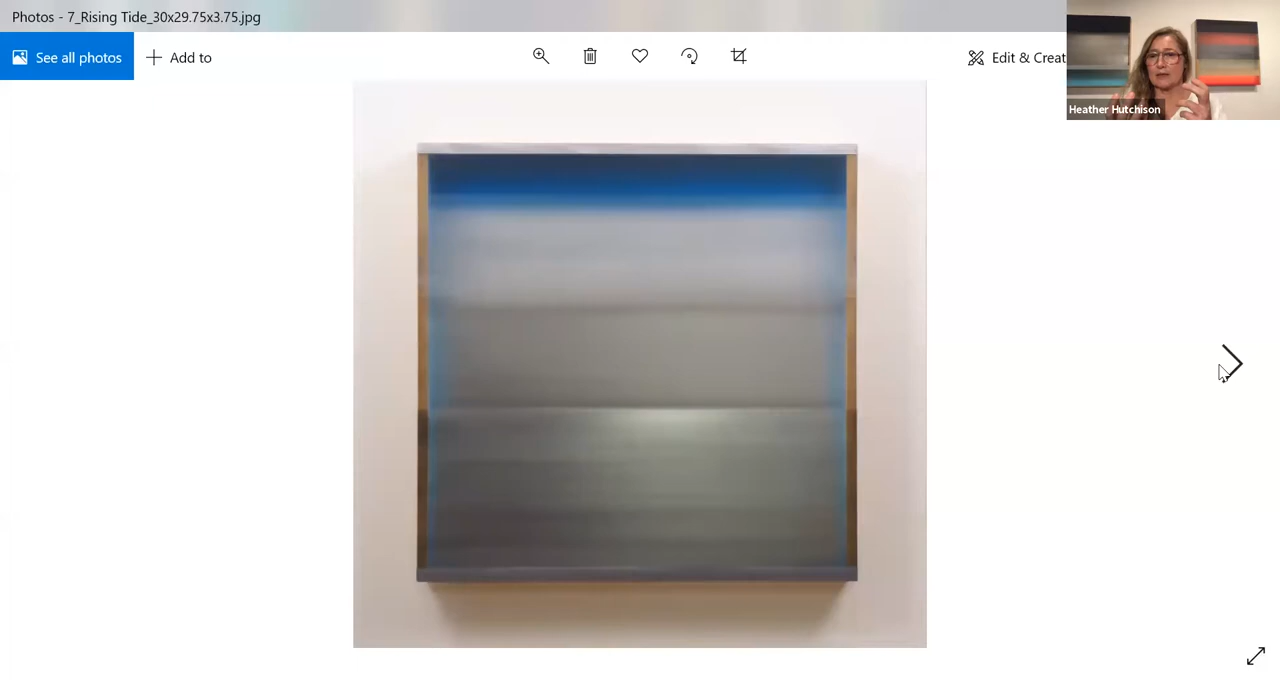 Photos - 7_Rising Tide_30x29.75x3.75.jpg
See all photos
Add to
Edit & Creat
Heather Hutchison